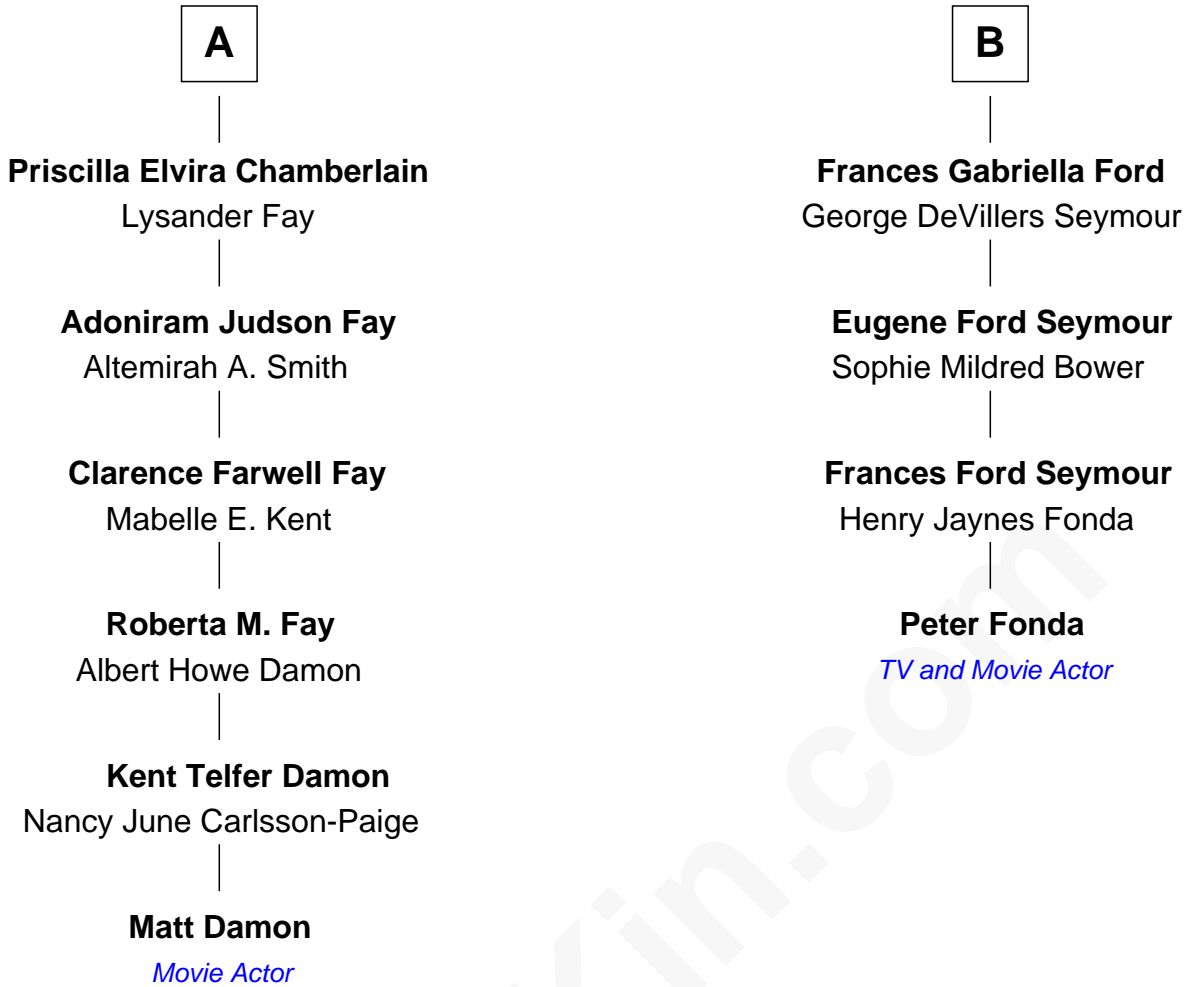 A
Priscilla Elvira Chamberlain
Lysander Fay
Adoniram Judson Fay
Altemirah A. Smith
Clarence Farwell Fay
Mabelle E. Kent
Roberta M. Fay
Albert Howe Damon
Kent Telfer Damon
Nancy June Carlsson-Paige
Matt Damon
Movie Actor
B
Frances Gabriella Ford
George DeVillers Seymour
Eugene Ford Seymour
Sophie Mildred Bower
Frances Ford Seymour
Henry Jaynes Fonda
Peter Fonda
TV and Movie Actor